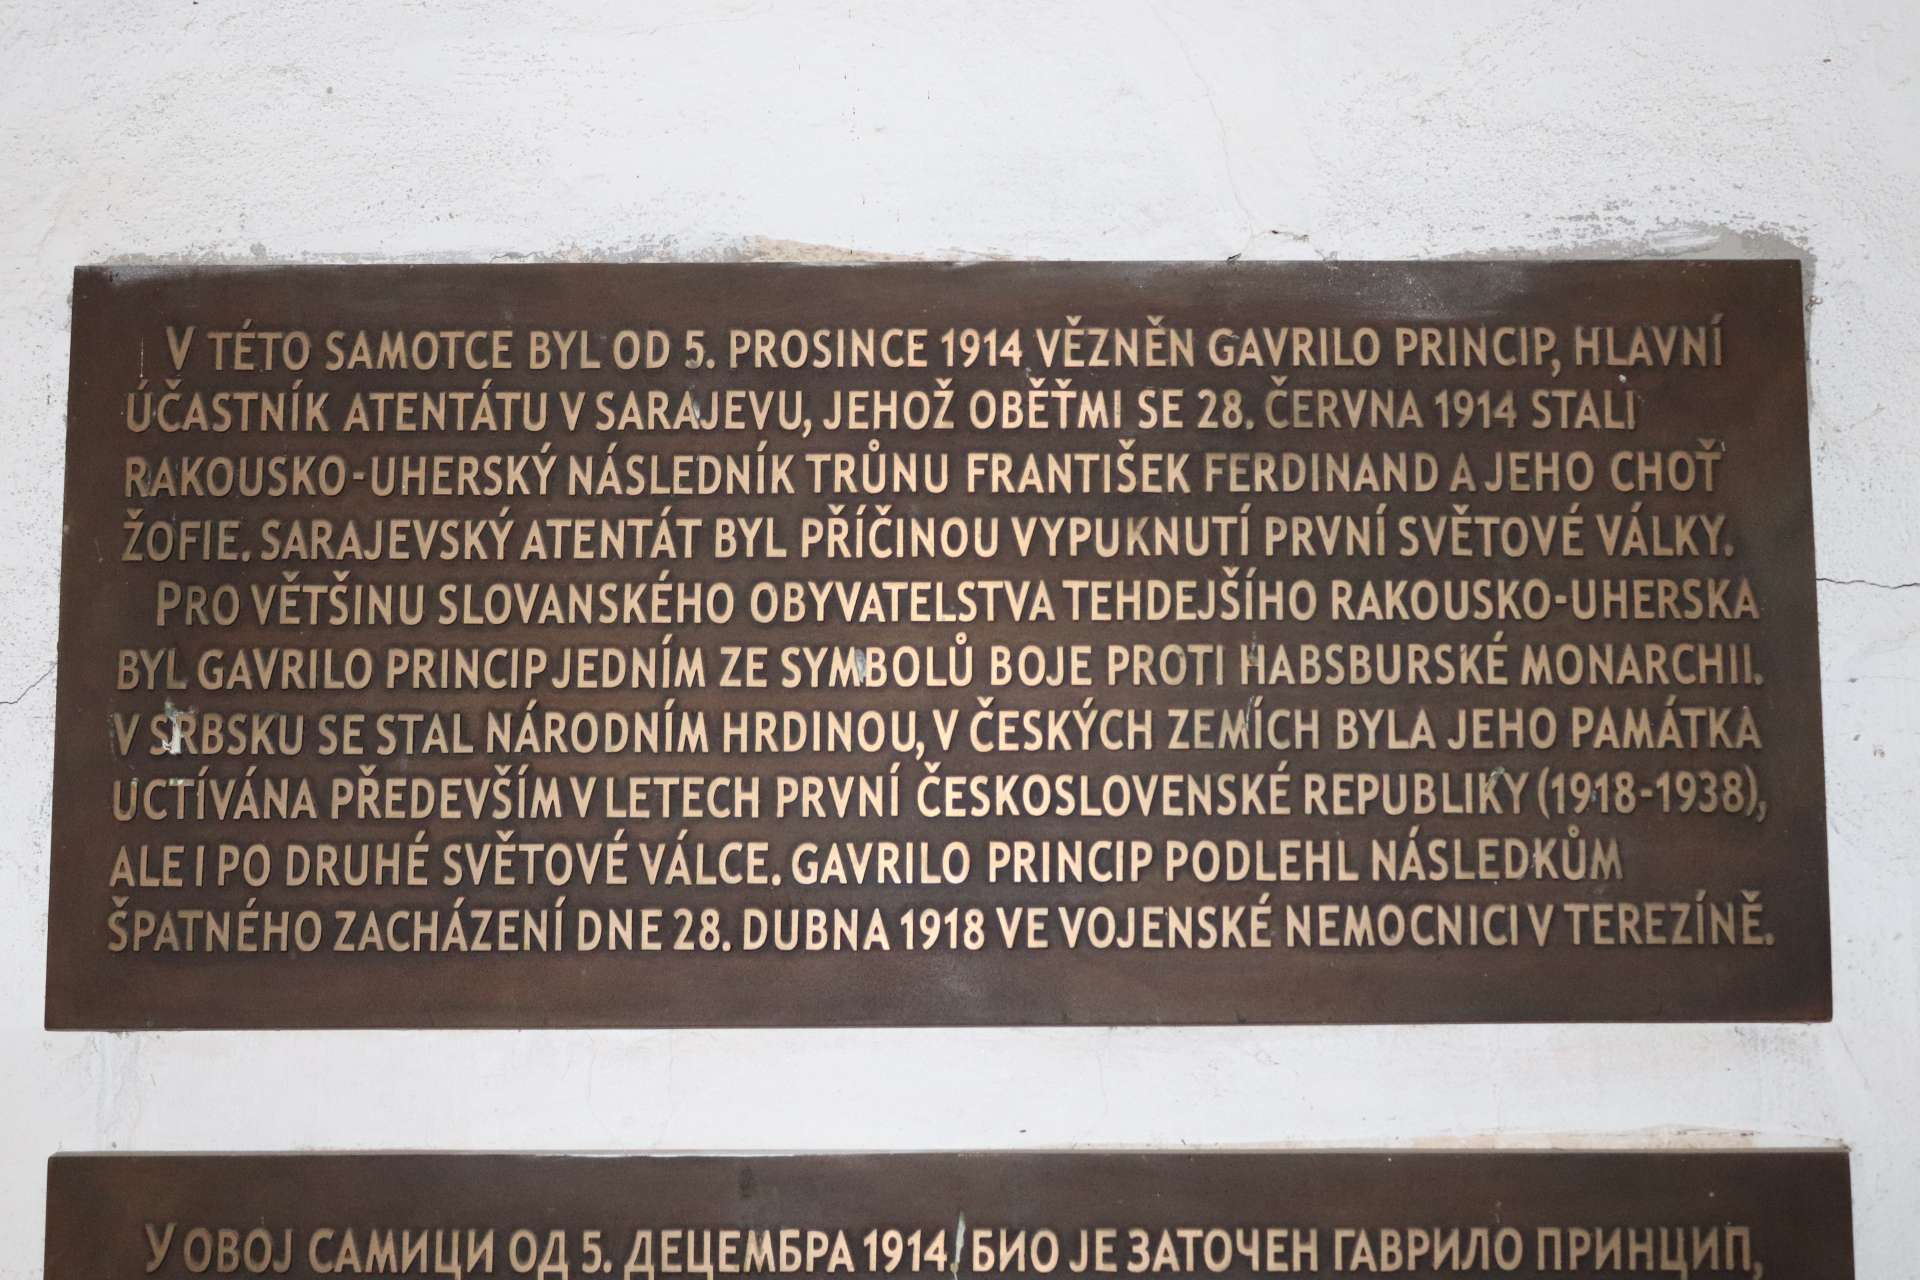 V TÉTO SAMOTCE BYL OD 5. PROSINCE 1914 VĚZNĚN GAVRILO PRINCIP, HLAVNÍ
ÚČASTNÍK ATENTÁTU V SARAJEVU, JEHOŽ OBĚŤMI SE 28. ČERVNA 1914 STALI
RAKOUSKO-UHERSKÝ NÁSLEDNÍK TRŮNU FRANTIŠEK FERDINAND A JEHO CHOŤ
ŽOFIE. SARAJEVSKÝ ATENTÁT BYL PŘÍČINOU VYPUKNUTÍ PRVNÍ SVĚTOVÉ VÁLKY.
PRO VĚTŠINU SLOVANSKÉHO OBYVATELSTVA TEHDEJŠÍHO RAKOUSKO-UHERSKA
BYL GAVRILO PRINCIP JEDNÍM ZE SYMBOLŮ BOJE PROTI HABSBURSKÉ MONARCHII.
V SRBSKU SE STAL NÁRODNÍM HRDINOU, V ČESKÝCH ZEMÍCH BYLA JEHO PAMÁTKA
UCTÍVÁNA PŘEDEVŠÍM V LETECH PRVNÍ ČESKOSLOVENSKÉ REPUBLIKY (1918-1938),
ALE I PO DRUHÉ SVĚTOVÉ VÁLCE. GAVRILO PRINCIP PODLEHL NÁSLEDKŮM
ŠPATNÉHO ZACHÁZENÍ DNE 28. DUBNA 1918 VE VOJENSKÉ NEMOCNICI V TEREZÍNĚ.
У ОВОЈ САМИЦИ ОД 5. ДЕЦЕМБРА 1914. БИО ЈЕ ЗАТОЧЕН ГАВРИЛО ПРИНЦИП,